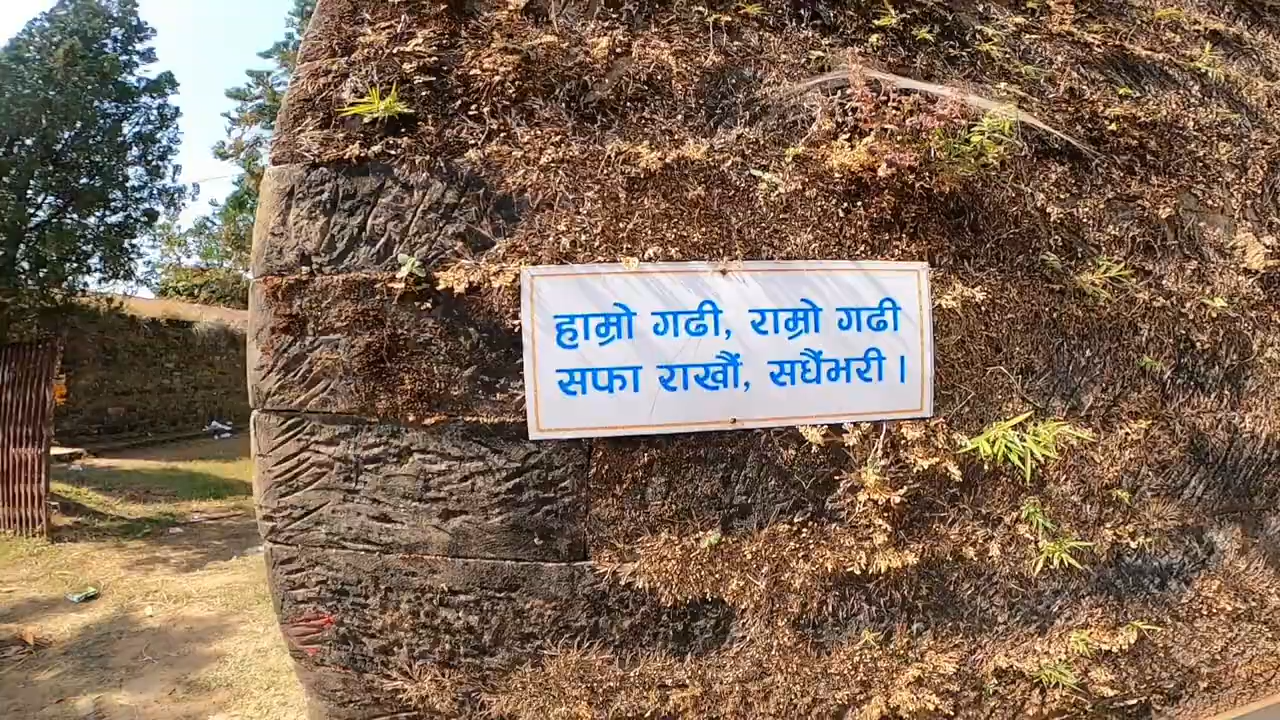 हाम्रो गढी, राम्रो गढी
सफा राखौं, सधैंभरी ।